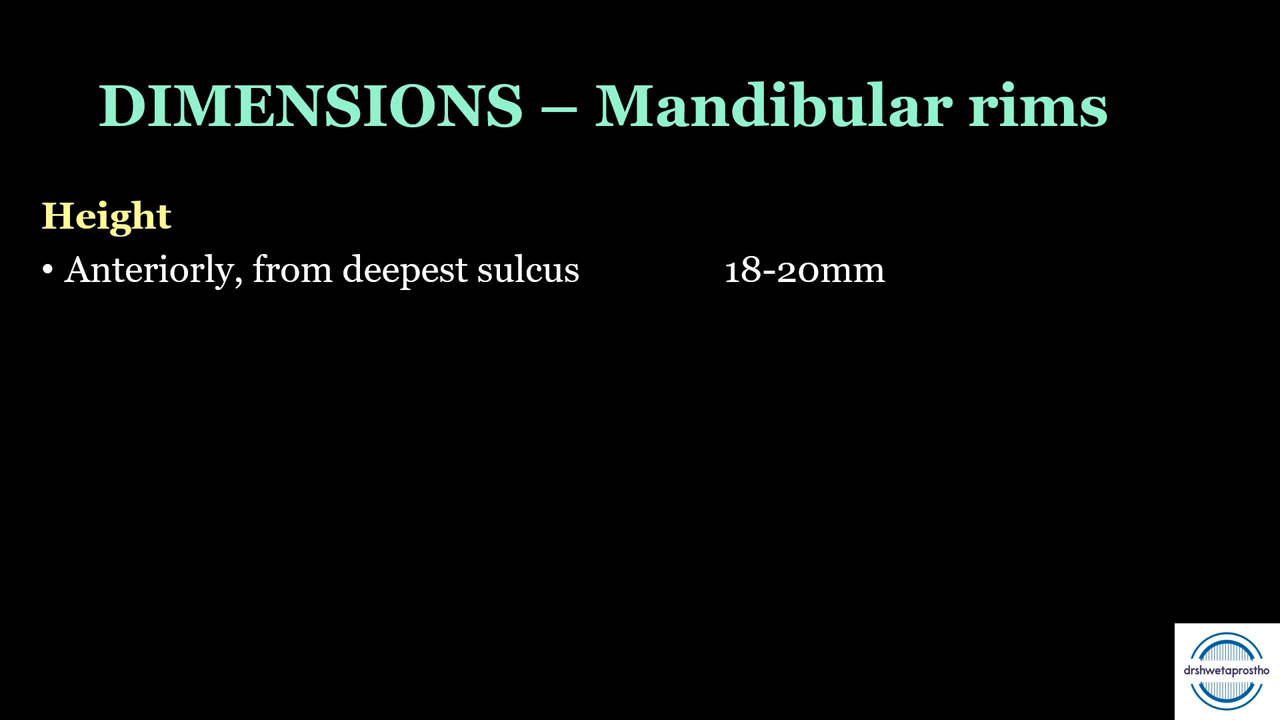 DIMENSIONS – Mandibular rims
Height
• Anteriorly, from deepest sulcus 18-20mm
drshwetaprostho